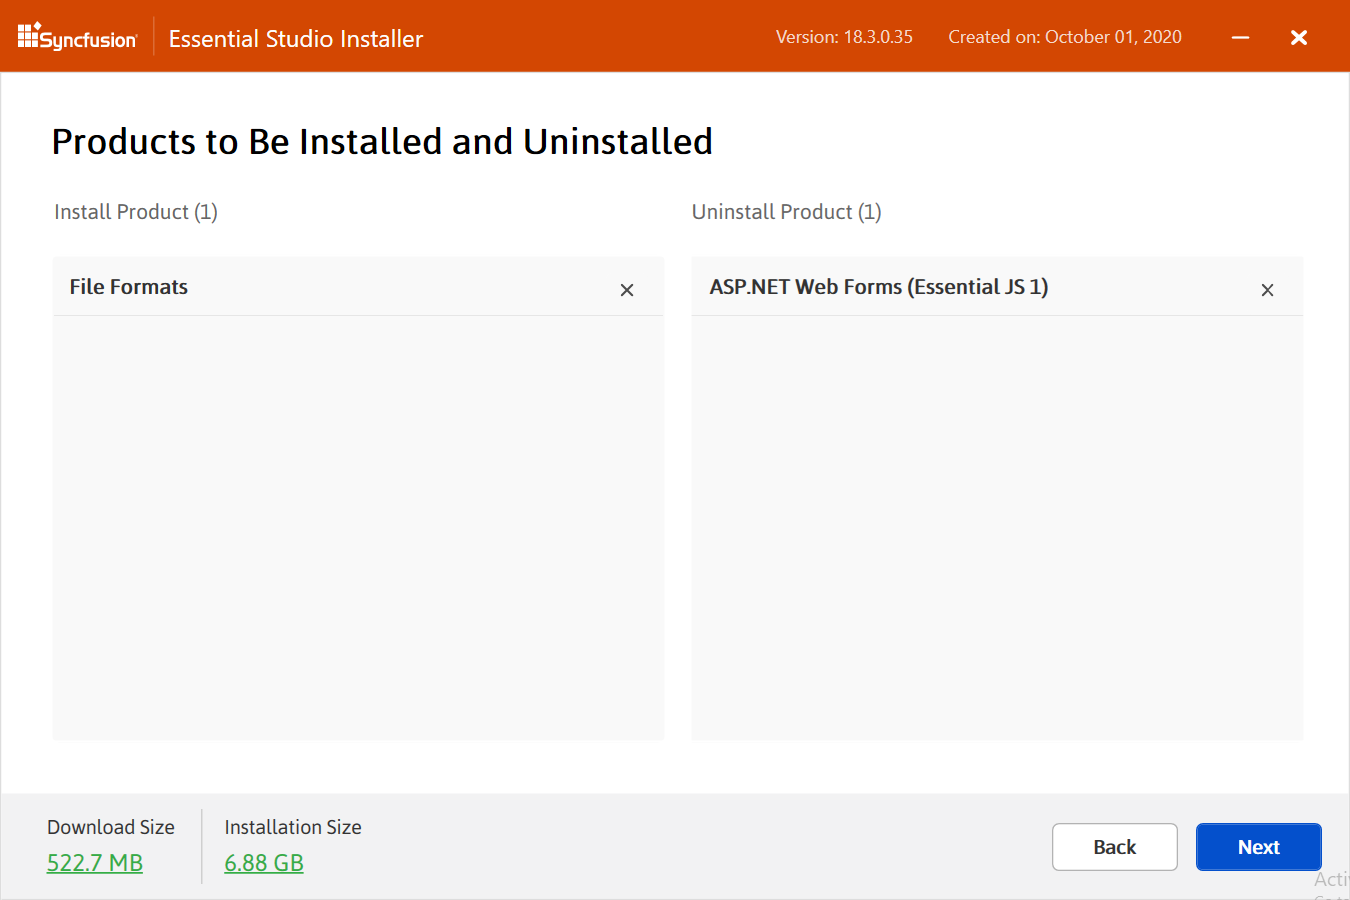 Syncfusion
Essential Studio Installer
Version: 18.3.0.35
Created on: October 01, 2020
Products to Be Installed and Uninstalled
Install Product (1)
Uninstall Product (1)
File Formats
ASP.NET Web Forms (Essential JS 1)
Download Size
Installation Size
522.7 MB
6.88 GB
Back
Next
Acti